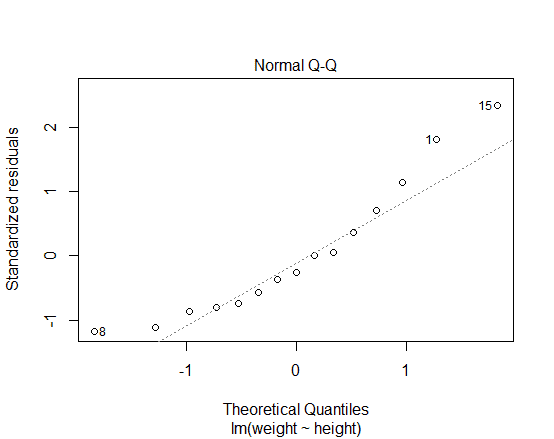 Normal Q-Q
Standardized residuals
2
1
0
-1
15
1
8
-1
0
1
Theoretical Quantiles
lm(weight ~ height)